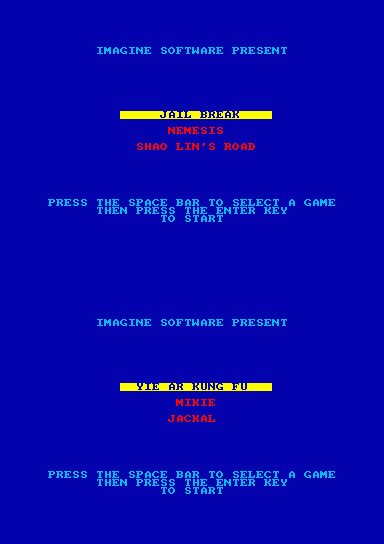 IMAGINE SOFTWARE PRESENT
JAIL BREAK
NEMESIS
SHAO LIN'S ROAD
PRESS THE SPACE BAR TO SELECT A GAME
THEN PRESS THE ENTER KEY
TO START
IMAGINE SOFTWARE PRESENT
YIE AR KUNG FU
MIKIE
JACKAL
PRESS THE SPACE BAR TO SELECT A GAME
THEN PRESS THE ENTER KEY
TO START